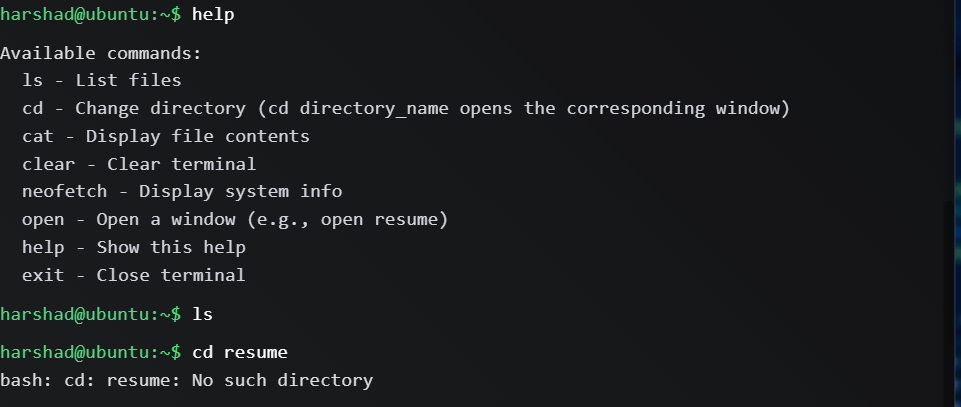 harshad@ubuntu:~$ help
Available commands:
ls - List files
cd - Change directory (cd directory_name opens the corresponding window)
cat - Display file contents
clear - Clear terminal
neofetch - Display system info
open - Open a window (e.g., open resume)
help - Show this help
exit - Close terminal
harshad@ubuntu:~$ ls
harshad@ubuntu:~$ cd resume
bash: cd: resume: No such directory